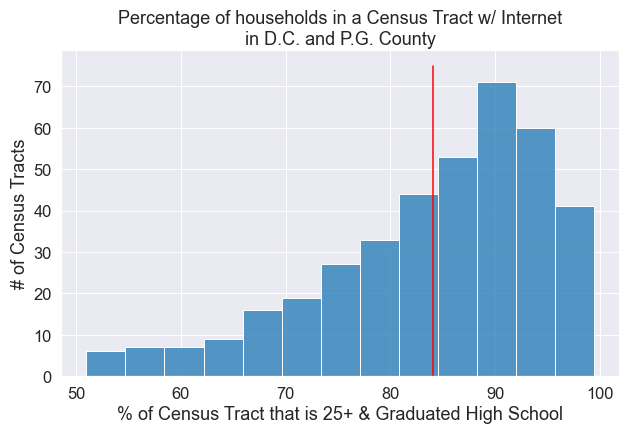 Percentage of households in a Census Tract w/ Internet
in D.C. and P.G. County
70
60
50
40
30
20
10
0
# of Census Tracts
50 60 70 80 90 100
% of Census Tract that is 25+ & Graduated High School